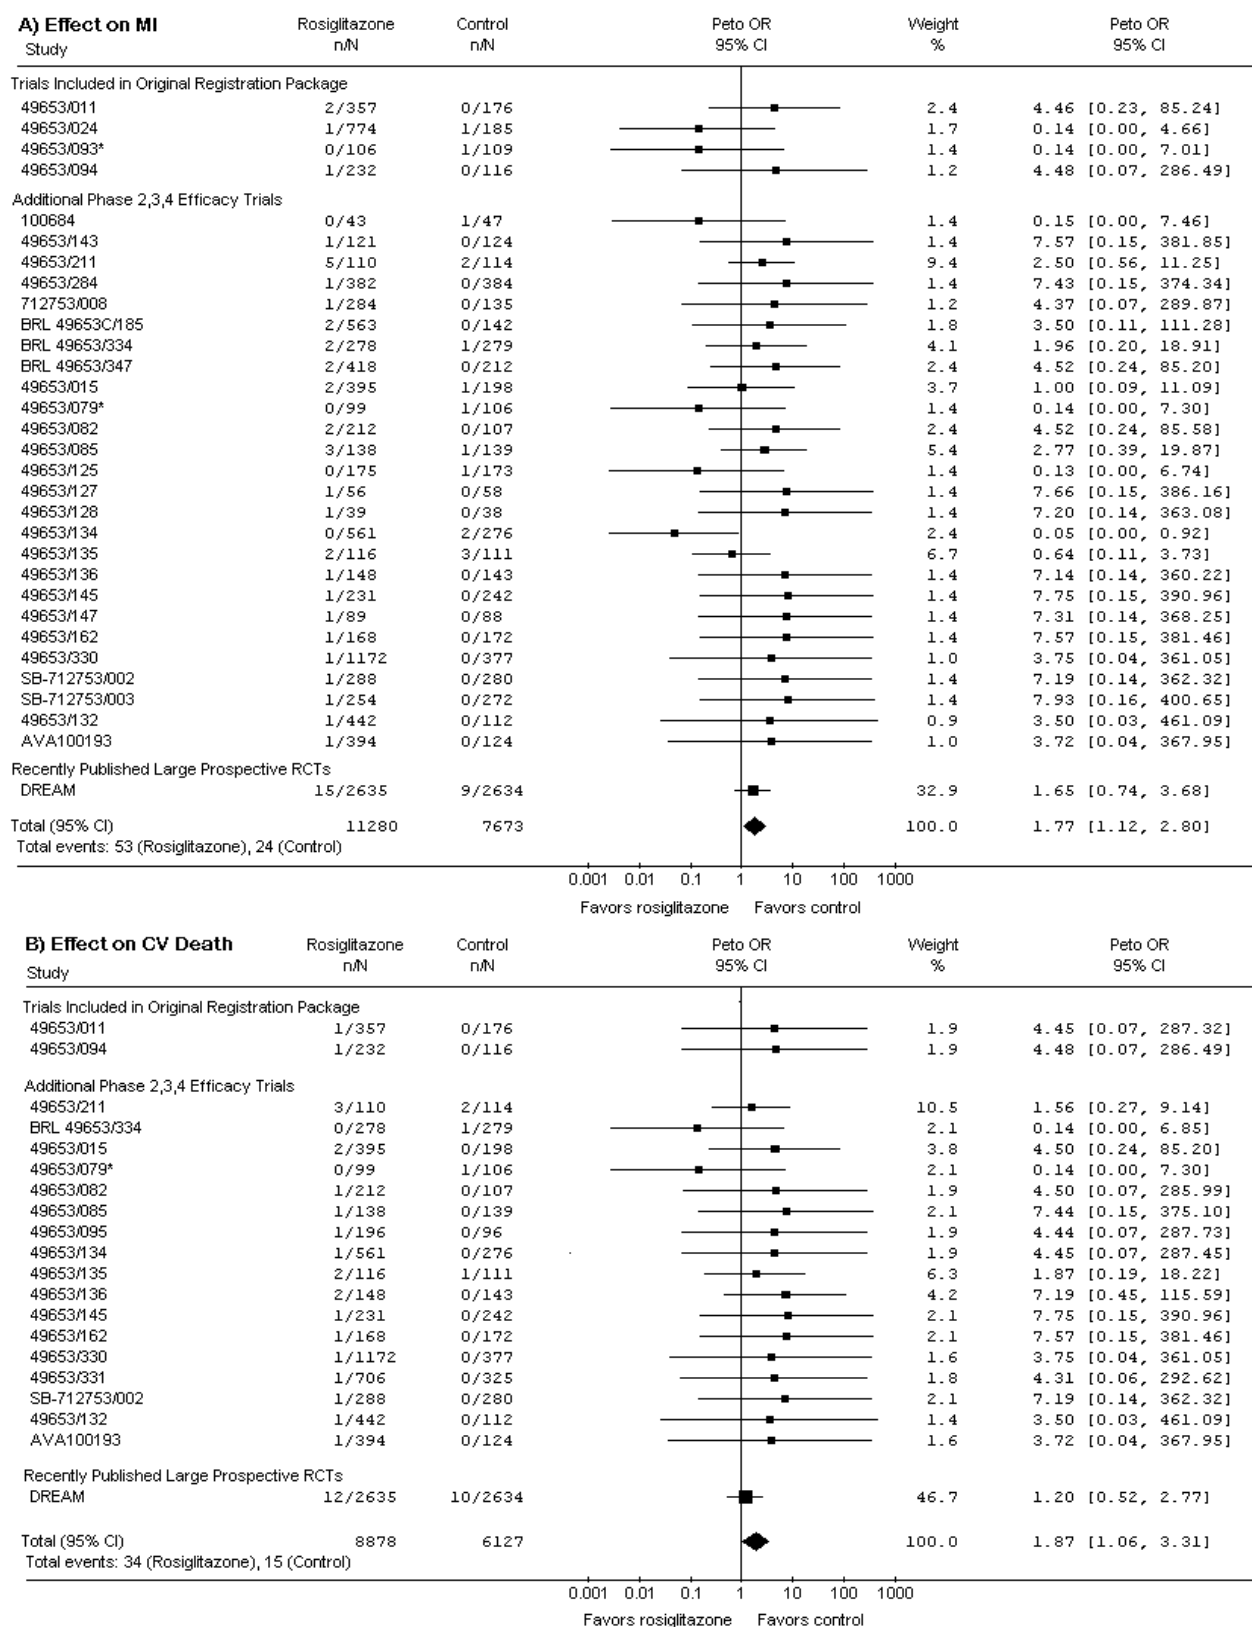 A) Effect on MI Rosiglitazone Control Peto OR Weight Peto OR
Study n/N n/N 95% CI % 95% CI
Trials Included in Original Registration Package
49653/011 2/357 0/176 2.4 4.46 [0.23, 85.24]
49653/024 1/774 1/185 1.7 0.14 [0.00, 4.66]
49653/093* 0/106 1/109 1.4 0.14 [0.00, 7.01]
49653/094 1/232 0/116 1.2 4.48 [0.07, 286.49]
Additional Phase 2,3,4 Efficacy Trials
100684 0/43 1/47 1.4 0.15 [0.00, 7.46]
49653/143 1/121 0/124 1.4 7.57 [0.15, 381.85]
49653/211 5/110 2/114 9.4 2.50 [0.56, 11.25]
49653/284 1/382 0/384 1.4 7.43 [0.15, 374.34]
712753/008 1/284 0/135 1.2 4.37 [0.07, 289.87]
BRL 49653C/185 2/563 0/142 1.8 3.50 [0.11, 111.28]
BRL 49653/334 2/278 1/279 4.1 1.96 [0.20, 18.91]
BRL 49653/347 2/418 0/212 2.4 4.52 [0.24, 85.20]
49653/015 2/395 1/198 3.7 1.00 [0.09, 11.09]
49653/079* 0/99 1/106 1.4 0.14 [0.00, 7.30]
49653/082 2/212 0/107 2.4 4.52 [0.24, 85.58]
49653/085 3/138 1/139 5.4 2.77 [0.39, 19.87]
49653/125 0/175 1/173 1.4 0.13 [0.00, 6.74]
49653/127 1/56 0/58 1.4 7.66 [0.15, 386.16]
49653/128 1/39 0/38 1.4 7.20 [0.14, 363.08]
49653/134 0/561 2/276 2.4 0.05 [0.00, 0.92]
49653/135 2/116 3/111 6.7 0.64 [0.11, 3.73]
49653/136 1/148 0/143 1.4 7.14 [0.14, 360.22]
49653/145 1/231 0/242 1.4 7.75 [0.15, 390.96]
49653/147 1/89 0/88 1.4 7.31 [0.14, 368.25]
49653/162 1/168 0/172 1.4 7.57 [0.15, 381.46]
49653/330 1/1172 0/377 1.0 3.75 [0.04, 361.05]
SB-712753/002 1/288 0/280 1.4 7.19 [0.14, 362.32]
SB-712753/003 1/254 0/272 1.4 7.93 [0.16, 400.65]
49653/132 1/442 0/112 0.9 3.50 [0.03, 461.09]
AVA100193 1/394 0/124 1.0 3.72 [0.04, 367.95]
Recently Published Large Prospective RCTs
DREAM 15/2635 9/2634 32.9 1.65 [0.74, 3.68]
Total (95% CI) 11280 7673 100.0 1.77 [1.12, 2.80]
Total events: 53 (Rosiglitazone), 24 (Control)
0.001 0.01 0.1 1 10 100 1000
Favors rosiglitazone Favors control
B) Effect on CV Death Rosiglitazone Control Peto OR Weight Peto OR
Study n/N n/N 95% CI % 95% CI
Trials Included in Original Registration Package
49653/011 1/357 0/176 1.9 4.45 [0.07, 287.32]
49653/094 1/232 0/116 1.9 4.48 [0.07, 286.49]
Additional Phase 2,3,4 Efficacy Trials
49653/211 3/110 2/114 10.5 1.56 [0.27, 9.14]
BRL 49653/334 0/278 1/279 2.1 0.14 [0.00, 6.85]
49653/015 2/395 0/198 3.8 4.50 [0.24, 85.20]
49653/079* 0/99 1/106 2.1 0.14 [0.00, 7.30]
49653/082 1/212 0/107 1.9 4.50 [0.07, 285.99]
49653/085 1/138 0/139 2.1 7.44 [0.15, 375.10]
49653/095 1/196 0/96 1.9 4.44 [0.07, 287.73]
49653/134 1/561 0/276 1.9 4.45 [0.07, 287.45]
49653/135 2/116 1/111 6.3 1.87 [0.19, 18.22]
49653/136 2/148 0/143 4.2 7.19 [0.45, 115.59]
49653/145 1/231 0/242 2.1 7.75 [0.15, 390.96]
49653/162 1/168 0/172 2.1 7.57 [0.15, 381.46]
49653/330 1/1172 0/377 1.6 3.75 [0.04, 361.05]
49653/331 1/706 0/325 1.8 4.31 [0.06, 292.62]
SB-712753/002 1/288 0/280 2.1 7.19 [0.14, 362.32]
49653/132 1/442 0/112 1.4 3.50 [0.03, 461.09]
AVA100193 1/394 0/124 1.6 3.72 [0.04, 367.95]
Recently Published Large Prospective RCTs
DREAM 12/2635 10/2634 46.7 1.20 [0.52, 2.77]
Total (95% CI) 8878 6127 100.0 1.87 [1.06, 3.31]
Total events: 34 (Rosiglitazone), 15 (Control)
0.001 0.01 0.1 1 10 100 1000
Favors rosiglitazone Favors control